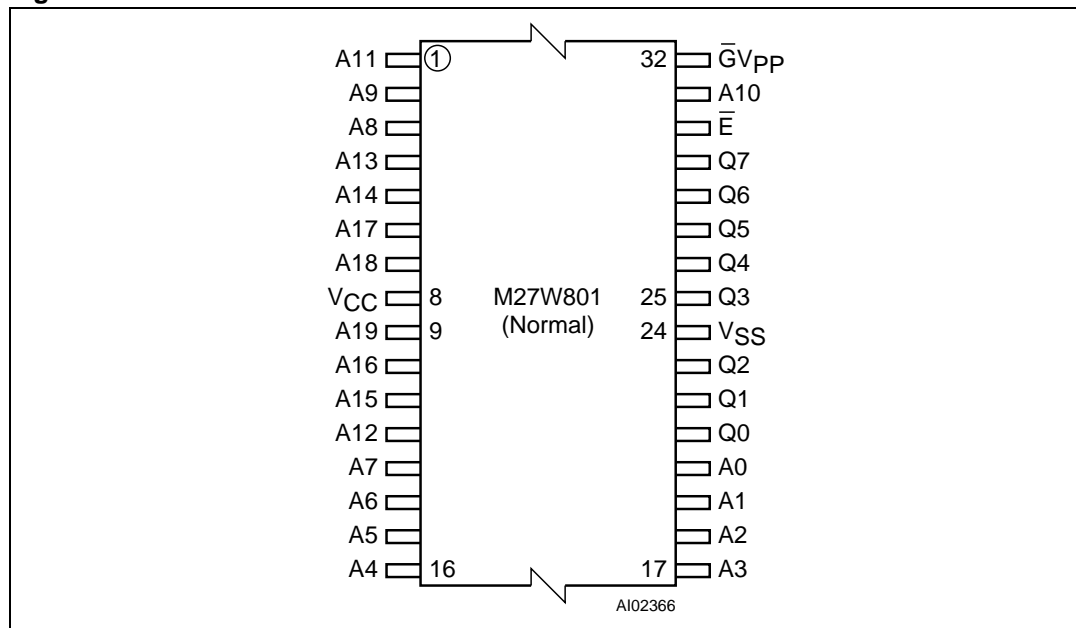 A11 1 32 G̅VPP
A9 A10
A8 E̅
A13 Q7
A14 Q6
A17 Q5
A18 Q4
VCC 8 M27W801 25 Q3
A19 9 (Normal) 24 VSS
A16 Q2
A15 Q1
A12 Q0
A7 A0
A6 A1
A5 A2
A4 16 17 A3
AI02366